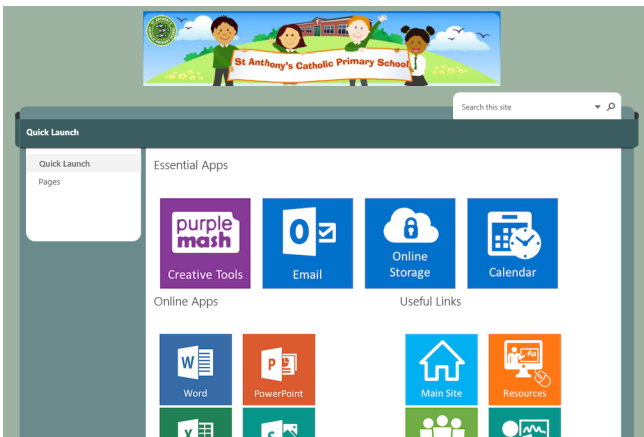 St Anthony's Catholic Primary School
Search this site
Quick Launch
Quick Launch
Pages
Essential Apps
purple
mash
Creative Tools
Email
Online
Storage
Calendar
Online Apps
Useful Links
Word
PowerPoint
Main Site
Resources